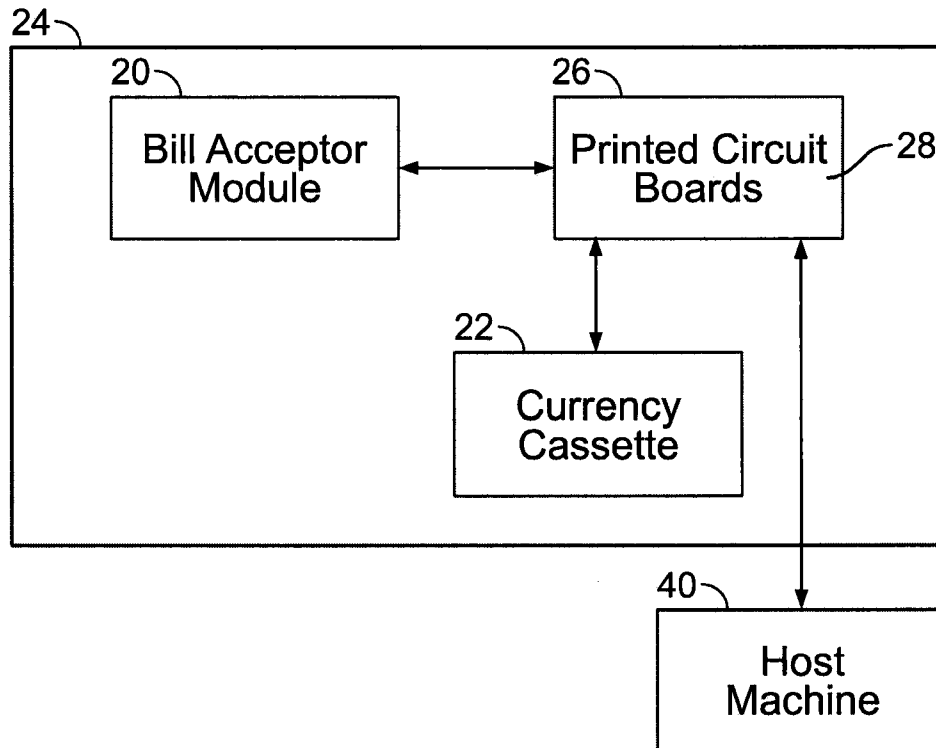 24
20
26
Bill Acceptor
Module
Printed Circuit
Boards
28
22
Currency
Cassette
40
Host
Machine